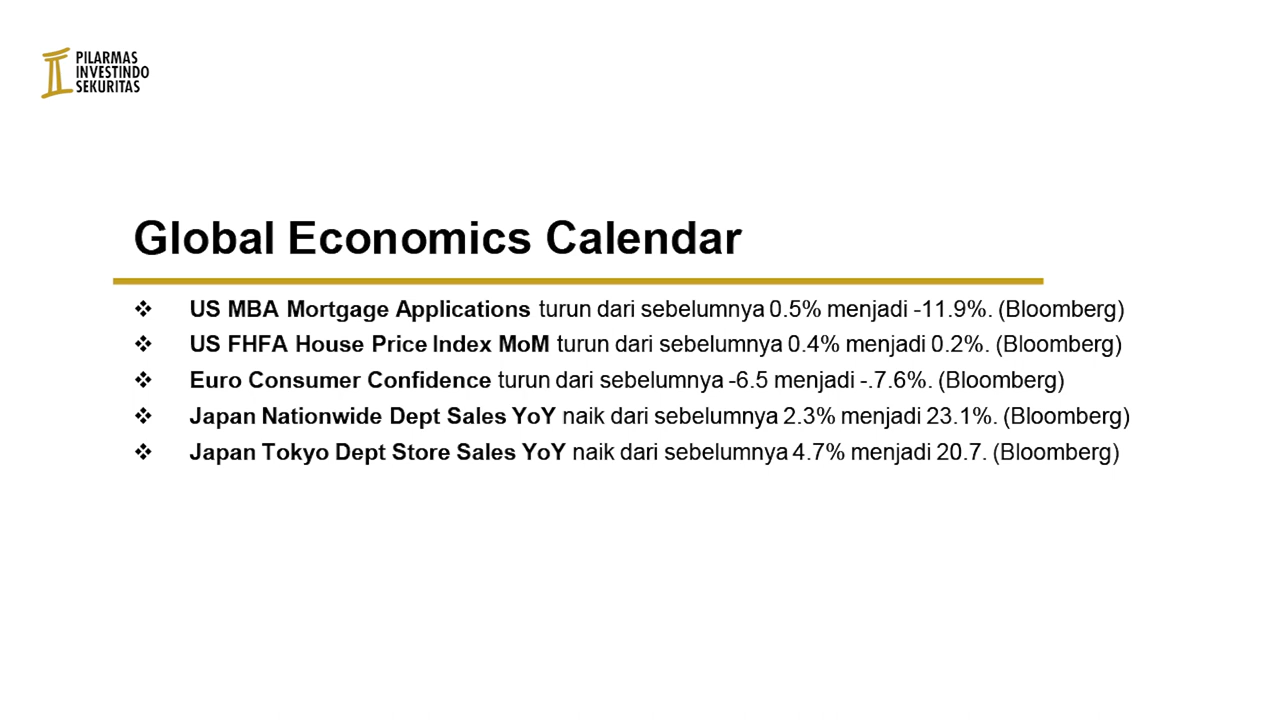 PILARMAS
INVESTINDO
SEKURITAS
Global Economics Calendar
❖ US MBA Mortgage Applications turun dari sebelumnya 0.5% menjadi -11.9%. (Bloomberg)
❖ US FHFA House Price Index MoM turun dari sebelumnya 0.4% menjadi 0.2%. (Bloomberg)
❖ Euro Consumer Confidence turun dari sebelumnya -6.5 menjadi -.7.6%. (Bloomberg)
❖ Japan Nationwide Dept Sales YoY naik dari sebelumnya 2.3% menjadi 23.1%. (Bloomberg)
❖ Japan Tokyo Dept Store Sales YoY naik dari sebelumnya 4.7% menjadi 20.7. (Bloomberg)